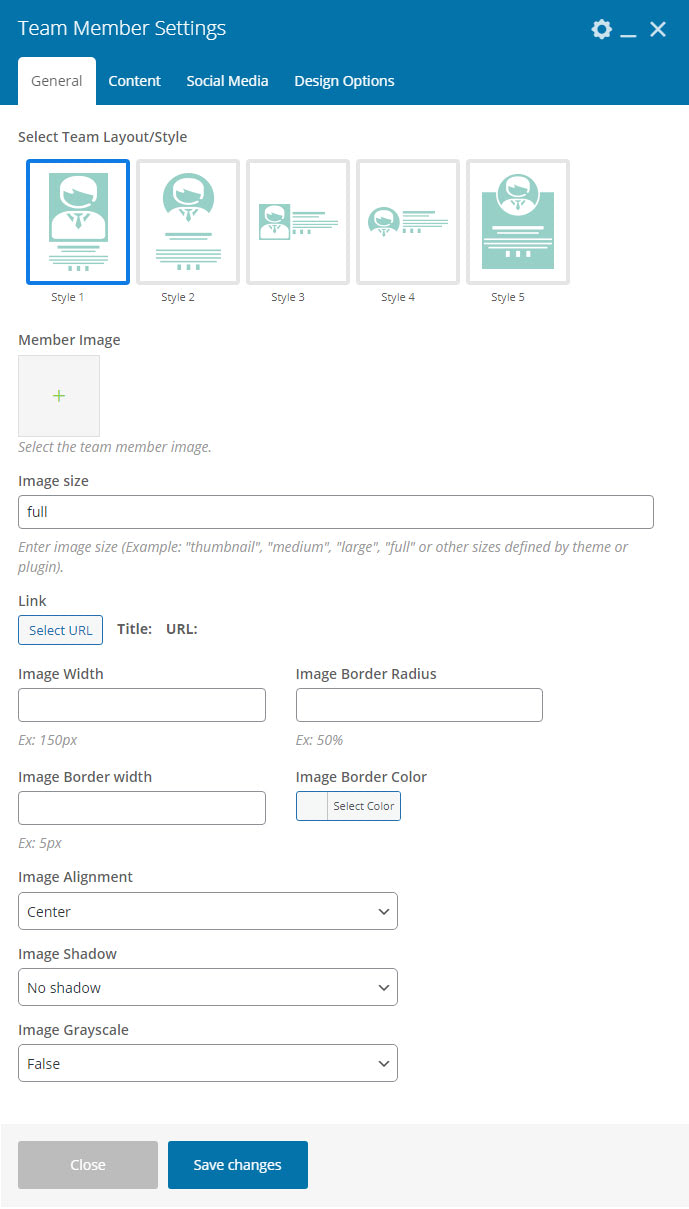 Team Member Settings
General Content Social Media Design Options
Select Team Layout/Style
Style 1 Style 2 Style 3 Style 4 Style 5
Member Image
+
Select the team member image.
Image size
full
Enter image size (Example: "thumbnail", "medium", "large", "full" or other sizes defined by theme or
plugin).
Link
Select URL Title: URL:
Image Width Image Border Radius
Ex: 150px Ex: 50%
Image Border width Image Border Color
Select Color
Ex: 5px
Image Alignment
Center
Image Shadow
No shadow
Image Grayscale
False
Close Save changes